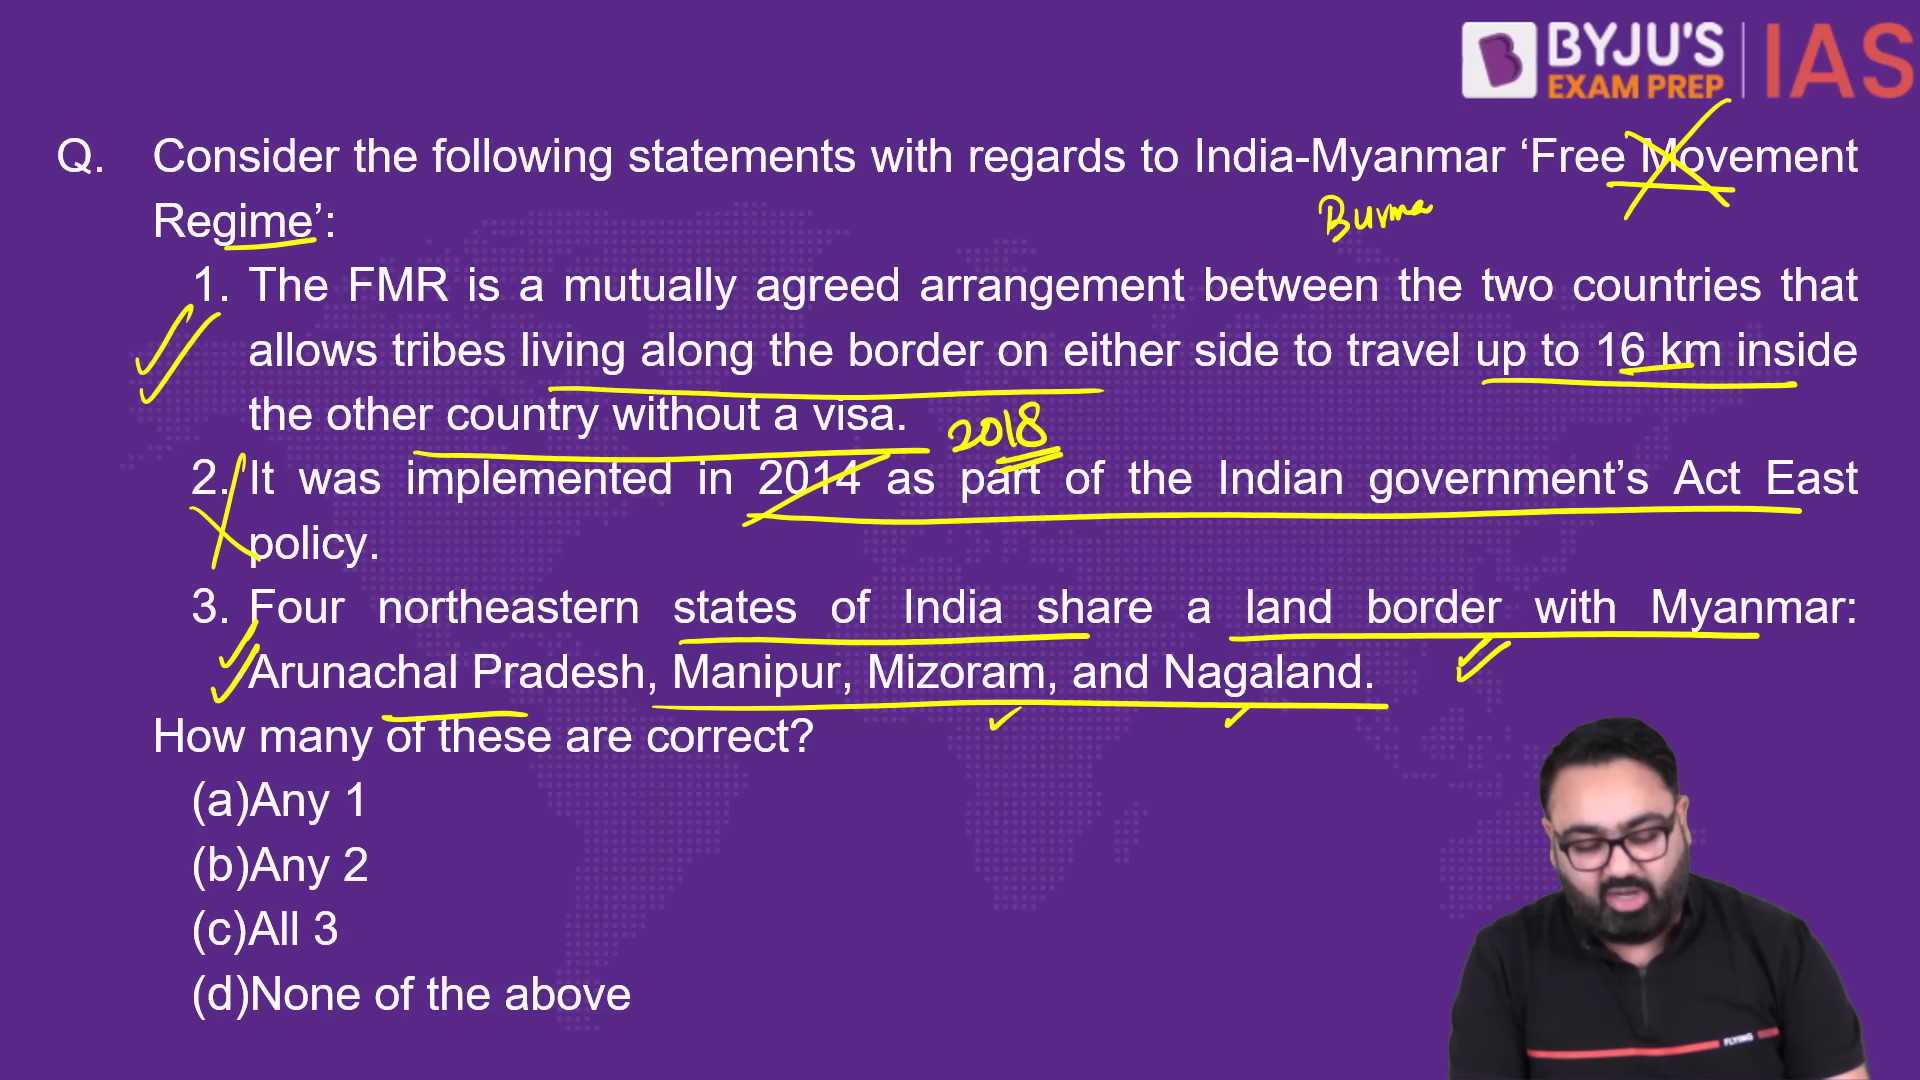 BYJU'S
EXAM PREP
IAS
Q. Consider the following statements with regards to India-Myanmar ‘Free Movement
Regime’:
Burma
1. The FMR is a mutually agreed arrangement between the two countries that
allows tribes living along the border on either side to travel up to 16 km inside
the other country without a visa.
2018
2. It was implemented in 2014 as part of the Indian government’s Act East
policy.
3. Four northeastern states of India share a land border with Myanmar:
Arunachal Pradesh, Manipur, Mizoram, and Nagaland.
How many of these are correct?
(a)Any 1
(b)Any 2
(c)All 3
(d)None of the above
FLYING